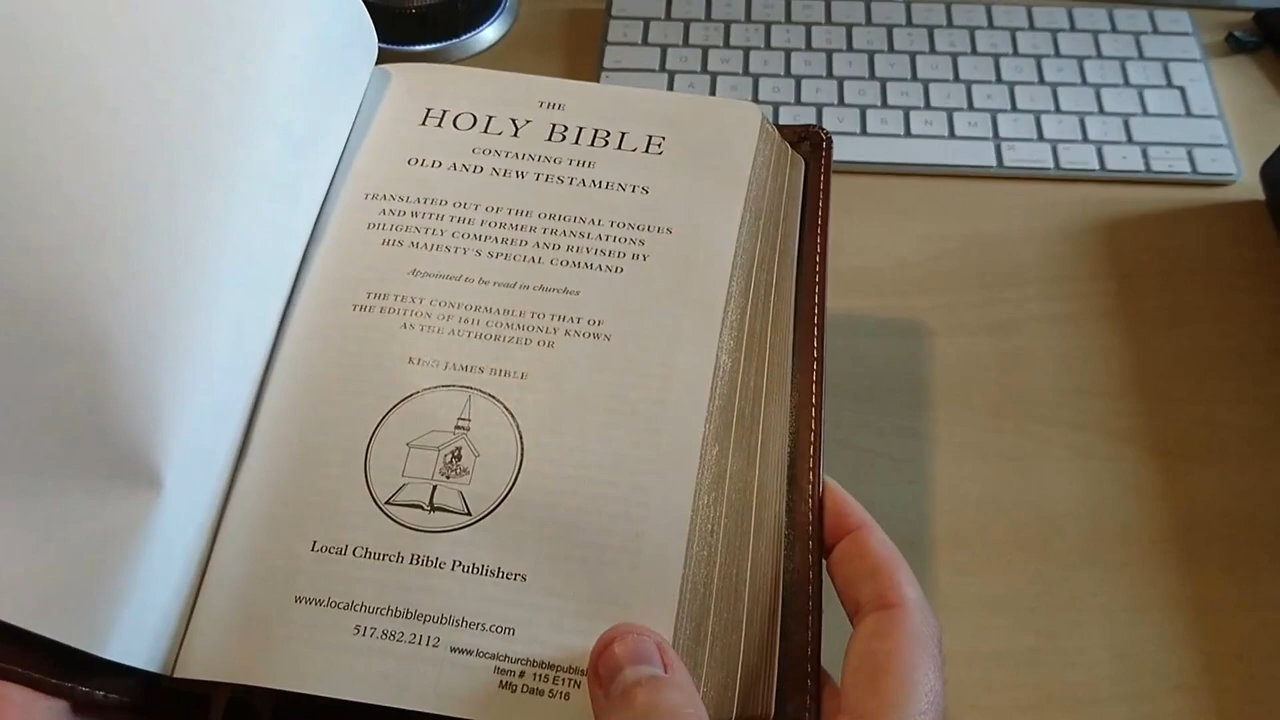 THE
HOLY BIBLE
CONTAINING THE
OLD AND NEW TESTAMENTS
TRANSLATED OUT OF THE ORIGINAL TONGUES
AND WITH THE FORMER TRANSLATIONS
DILIGENTLY COMPARED AND REVISED BY
HIS MAJESTY'S SPECIAL COMMAND
Appointed to be read in churches
THE TEXT CONFORMABLE TO THAT OF
THE EDITION OF 1611 COMMONLY KNOWN
AS THE AUTHORIZED OR
KING JAMES BIBLE
Local Church Bible Publishers
www.localchurchbiblepublishers.com
517.882.2112
www.localchurchbiblepublis
Item # 115 E1TN
Mfg Date 5/16